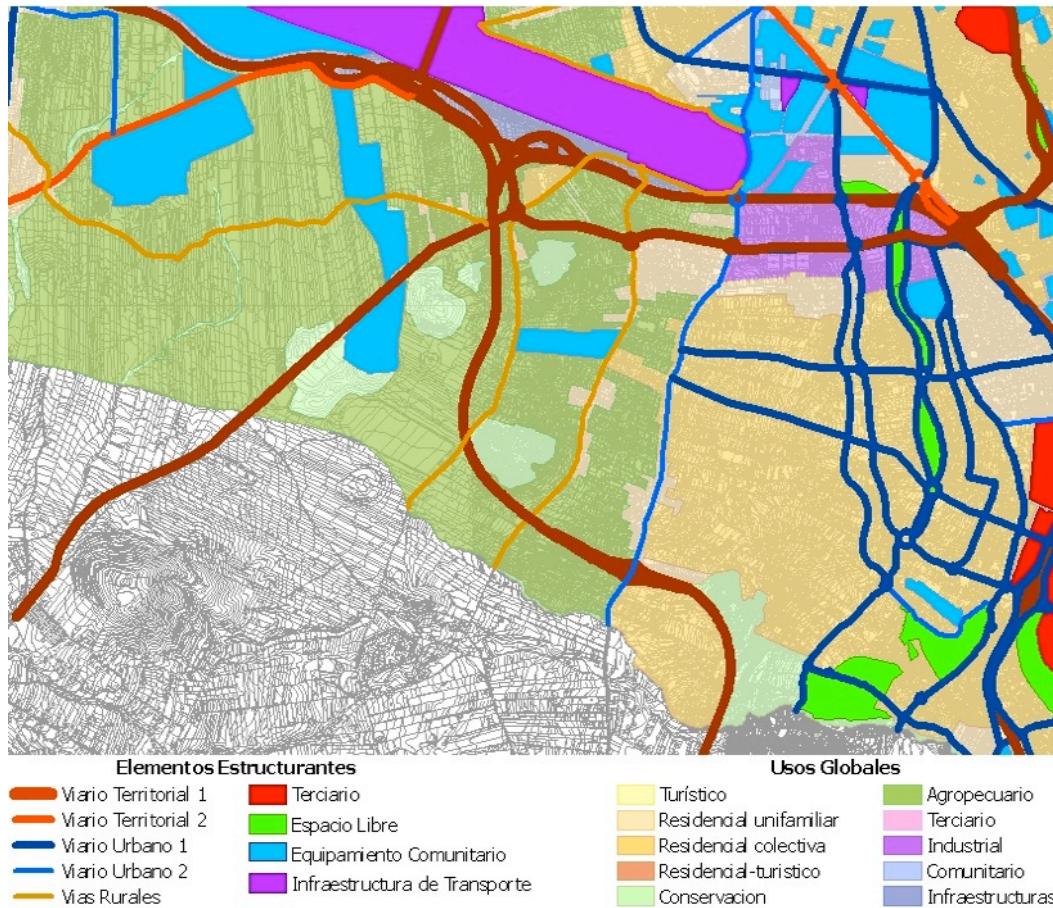 Elementos Estructurantes
Viario Territorial 1
Viario Territorial 2
Viario Urbano 1
Viario Urbano 2
Vias Rurales
Terciario
Espacio Libre
Equipamiento Comunitario
Infraestructura de Transporte
Usos Globales
Turístico
Residencial unifamiliar
Residencial colectiva
Residencial-turistico
Conservacion
Agropecuario
Terciario
Industrial
Comunitario
Infraestructuras